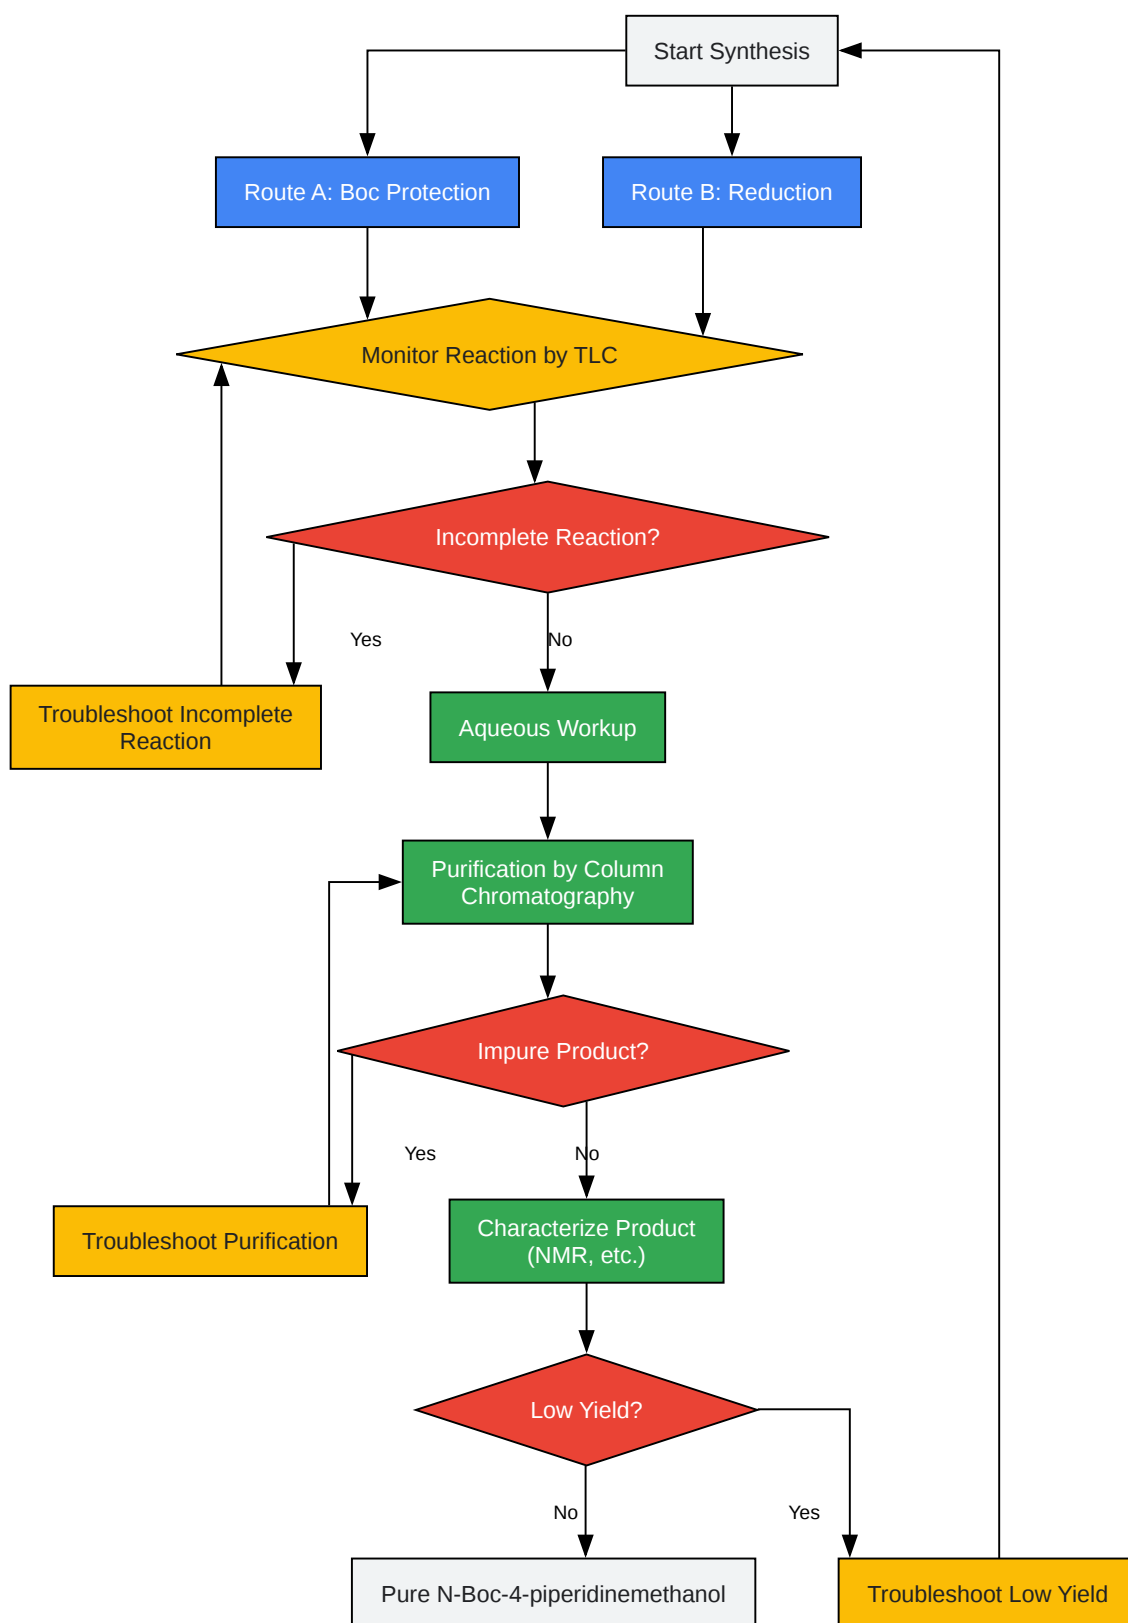 Start Synthesis
Route A: Boc Protection
Route B: Reduction
Monitor Reaction by TLC
Incomplete Reaction?
Yes
No
Troubleshoot Incomplete
Reaction
Aqueous Workup
Purification by Column
Chromatography
Impure Product?
Yes
No
Troubleshoot Purification
Characterize Product
(NMR, etc.)
Low Yield?
No
Yes
Pure N-Boc-4-piperidinemethanol
Troubleshoot Low Yield